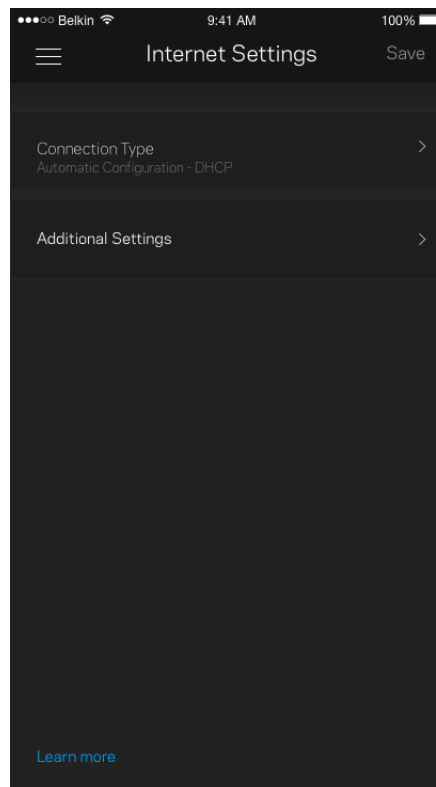 Belkin 9:41 AM 100%
Internet Settings Save
Connection Type
Automatic Configuration - DHCP
Additional Settings
Learn more